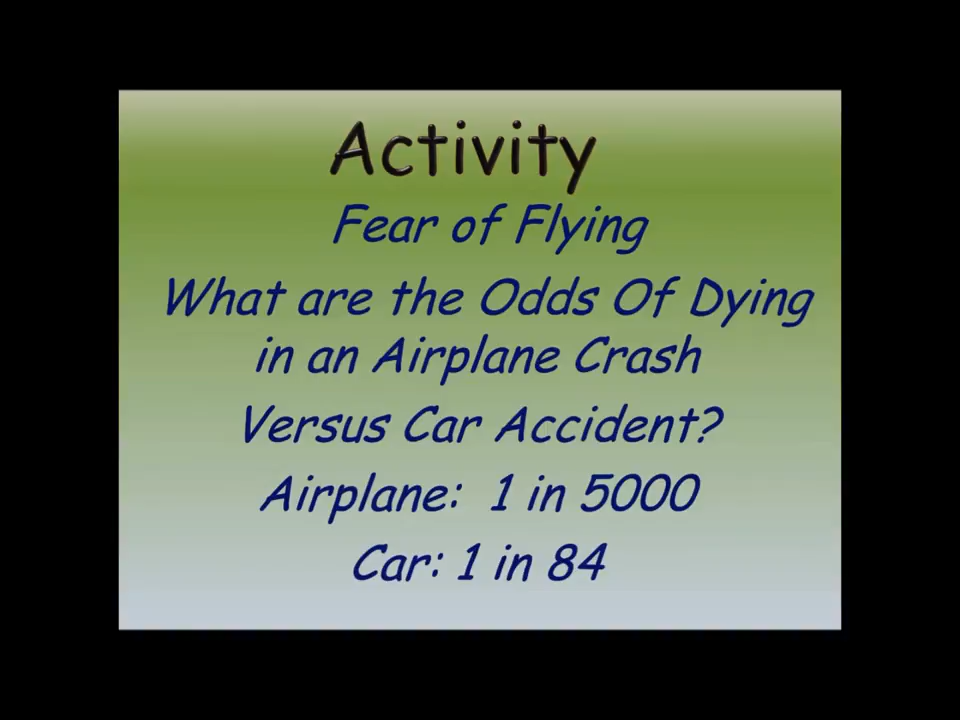 Activity
Fear of Flying
What are the Odds Of Dying
in an Airplane Crash
Versus Car Accident?
Airplane: 1 in 5000
Car: 1 in 84